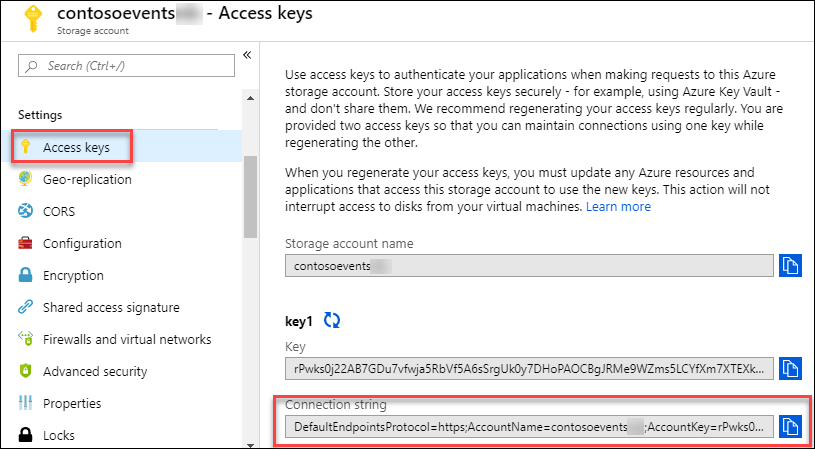 contosoevents - Access keys
Storage account
Search (Ctrl+/)
«
Settings
Access keys
Geo-replication
CORS
Configuration
Encryption
Shared access signature
Firewalls and virtual networks
Advanced security
Properties
Locks
Use access keys to authenticate your applications when making requests to this Azure
storage account. Store your access keys securely - for example, using Azure Key Vault -
and don't share them. We recommend regenerating your access keys regularly. You are
provided two access keys so that you can maintain connections using one key while
regenerating the other.
When you regenerate your access keys, you must update any Azure resources and
applications that access this storage account to use the new keys. This action will not
interrupt access to disks from your virtual machines. Learn more
Storage account name
contosoevents
key1
Key
rPwks0j22AB7GDu7vfwja5RbVf5A6sSrgUk0y7DHoPAOCBgJRMe9WZms5LCYfXm7XTEXk...
Connection string
DefaultEndpointsProtocol=https;AccountName=contosoevents;AccountKey=rPwks0...